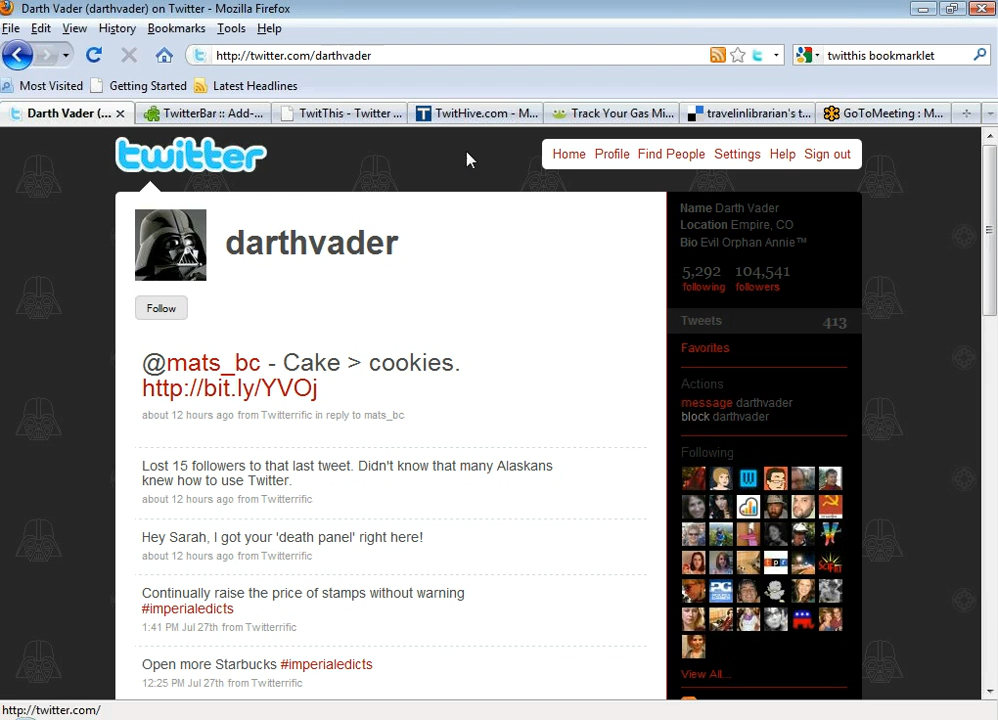 Darth Vader (darthvader) on Twitter - Mozilla Firefox
File Edit View History Bookmarks Tools Help
http://twitter.com/darthvader
twitthis bookmarklet
Most Visited Getting Started Latest Headlines
Darth Vader (... TwitterBar :: Add-... TwitThis - Twitter ... TwitHive.com - M... Track Your Gas Mi... travelinlibrarian's t... GoToMeeting : M...
twitter
Home Profile Find People Settings Help Sign out
darthvader
Follow
@mats_bc - Cake > cookies.
http://bit.ly/YVOj
about 12 hours ago from Twitterrific in reply to mats_bc
Lost 15 followers to that last tweet. Didn't know that many Alaskans
knew how to use Twitter.
about 12 hours ago from Twitterrific
Hey Sarah, I got your 'death panel' right here!
about 12 hours ago from Twitterrific
Continually raise the price of stamps without warning
#imperialedicts
1:41 PM Jul 27th from Twitterrific
Open more Starbucks #imperialedicts
12:25 PM Jul 27th from Twitterrific
Name Darth Vader
Location Empire, CO
Bio Evil Orphan Annie™
5,292 104,541
following followers
Tweets 413
Favorites
Actions
message darthvader
block darthvader
Following
View All...
http://twitter.com/